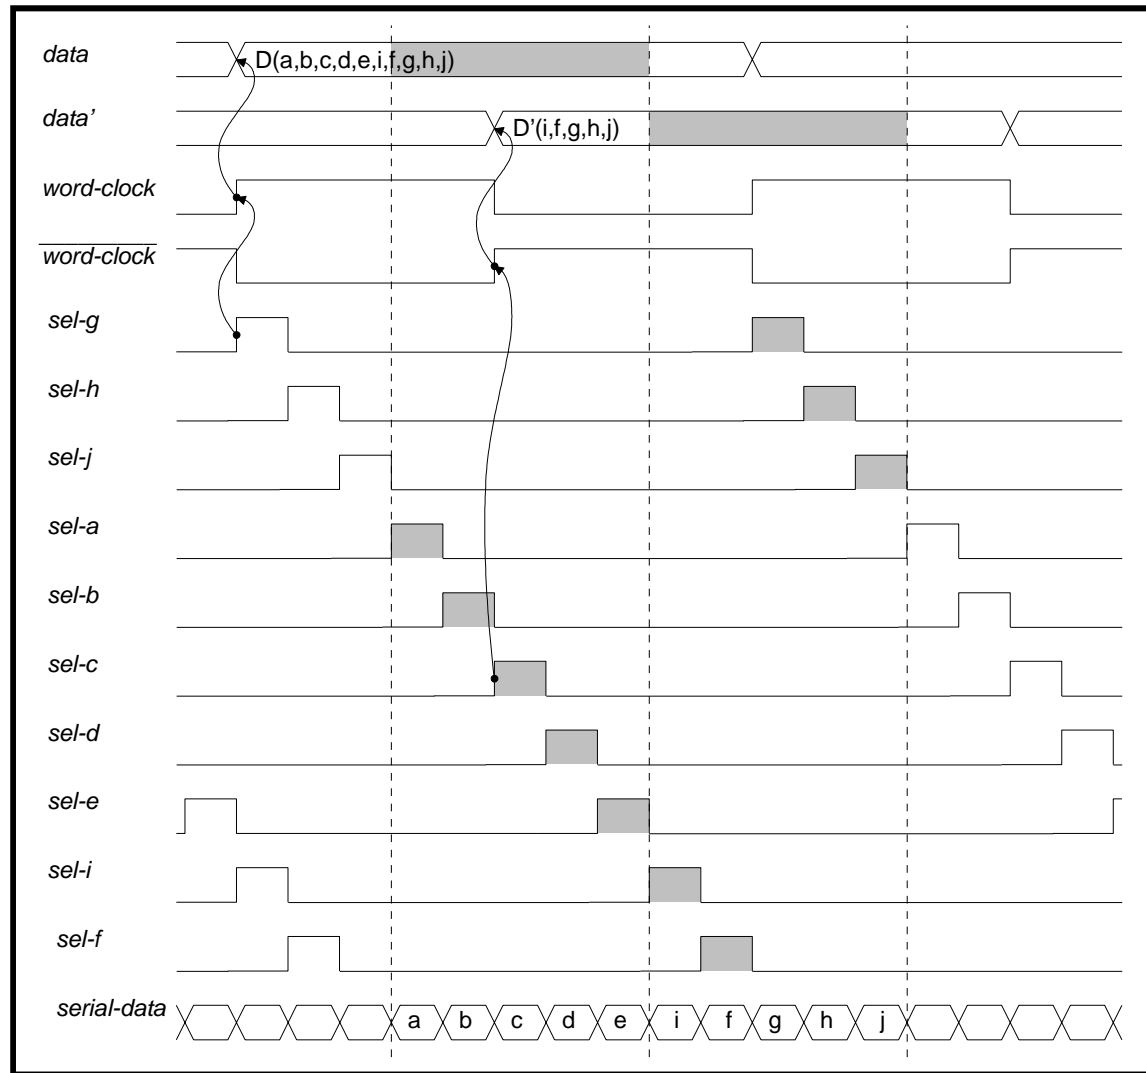 data D(a,b,c,d,e,i,f,g,h,j)
data’ D’(i,f,g,h,j)
word-clock
word-clock
sel-g
sel-h
sel-j
sel-a
sel-b
sel-c
sel-d
sel-e
sel-i
sel-f
serial-data a b c d e i f g h j